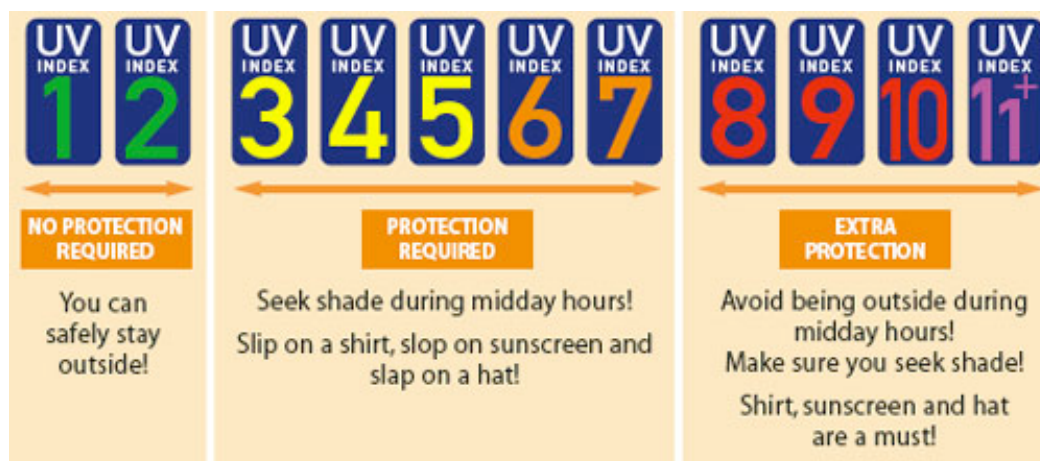 UV UV UV UV UV UV UV UV UV UV UV
INDEX INDEX INDEX INDEX INDEX INDEX INDEX INDEX INDEX INDEX INDEX
1 2 3 4 5 6 7 8 9 10 11+
NO PROTECTION
REQUIRED
You can
safely stay
outside!
PROTECTION
REQUIRED
Seek shade during midday hours!
Slip on a shirt, slop on sunscreen and
slap on a hat!
EXTRA
PROTECTION
Avoid being outside during
midday hours!
Make sure you seek shade!
Shirt, sunscreen and hat
are a must!